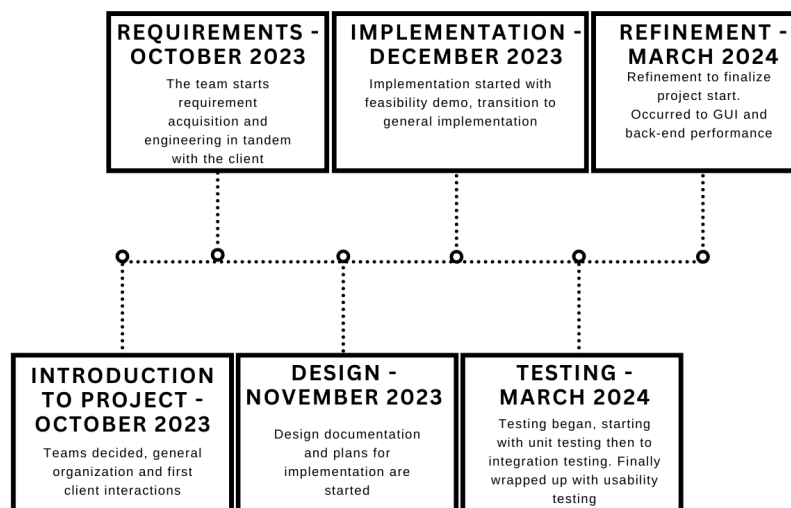 REQUIREMENTS -
OCTOBER 2023
The team starts
requirement
acquisition and
engineering in tandem
with the client
IMPLEMENTATION -
DECEMBER 2023
Implementation started with
feasibility demo, transition to
general implementation
REFINEMENT -
MARCH 2024
Refinement to finalize
project start.
Occurred to GUI and
back-end performance
INTRODUCTION
TO PROJECT -
OCTOBER 2023
Teams decided, general
organization and first
client interactions
DESIGN -
NOVEMBER 2023
Design documentation
and plans for
implementation are
started
TESTING -
MARCH 2024
Testing began, starting
with unit testing then to
integration testing. Finally
wrapped up with usability
testing